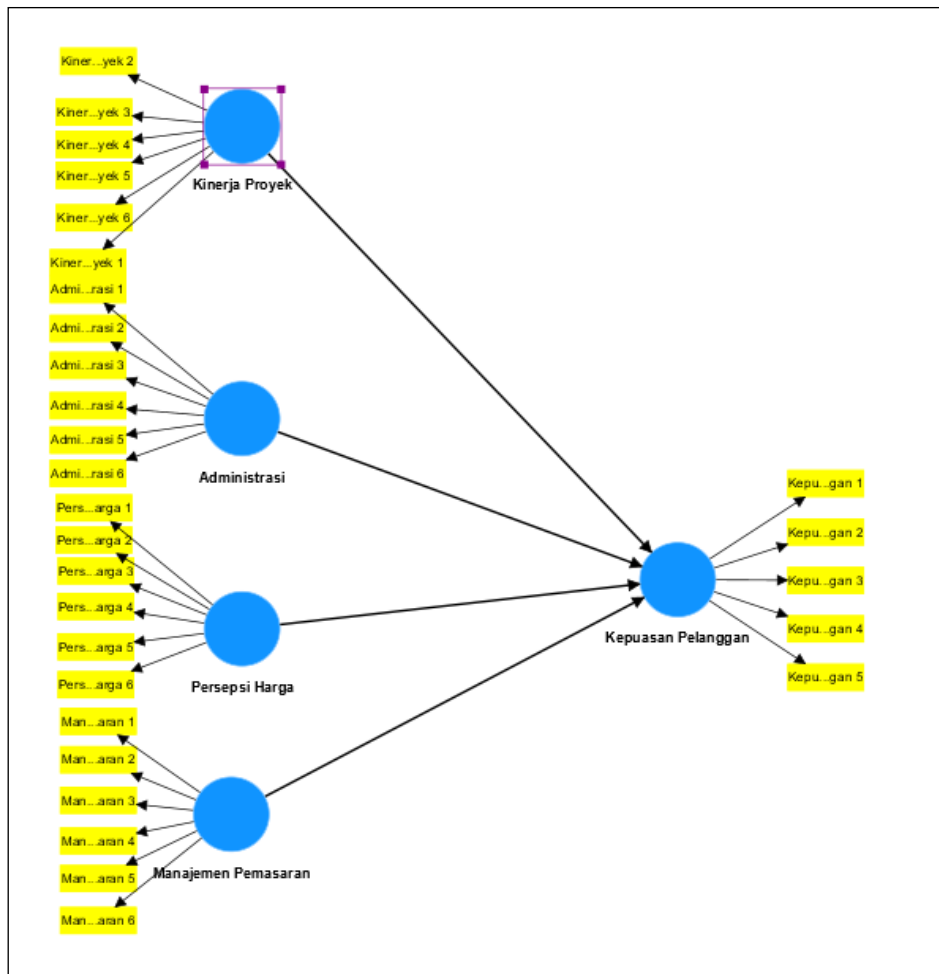 Kiner...yek 2
Kiner...yek 3
Kiner...yek 4
Kiner...yek 5
Kiner...yek 6
Kiner...yek 1
Kinerja Proyek
Admi...rasi 1
Admi...rasi 2
Admi...rasi 3
Admi...rasi 4
Admi...rasi 5
Admi...rasi 6
Administrasi
Pers...arga 1
Pers...arga 2
Pers...arga 3
Pers...arga 4
Pers...arga 5
Pers...arga 6
Persepsi Harga
Man...aran 1
Man...aran 2
Man...aran 3
Man...aran 4
Man...aran 5
Man...aran 6
Manajemen Pemasaran
Kepu...gan 1
Kepu...gan 2
Kepu...gan 3
Kepu...gan 4
Kepu...gan 5
Kepuasan Pelanggan